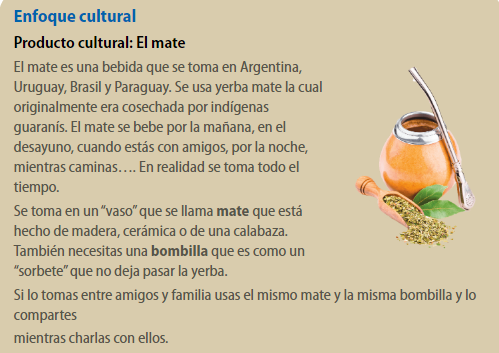 Enfoque cultural
Producto cultural: El mate
El mate es una bebida que se toma en Argentina,
Uruguay, Brasil y Paraguay. Se usa yerba mate la cual
originalmente era cosechada por indígenas
guaranís. El mate se bebe por la mañana, en el
desayuno, cuando estás con amigos, por la noche,
mientras caminas…. En realidad se toma todo el
tiempo.
Se toma en un “vaso” que se llama mate que está
hecho de madera, cerámica o de una calabaza.
También necesitas una bombilla que es como un
“sorbete” que no deja pasar la yerba.
Si lo tomas entre amigos y familia usas el mismo mate y la misma bombilla y lo
compartes
mientras charlas con ellos.